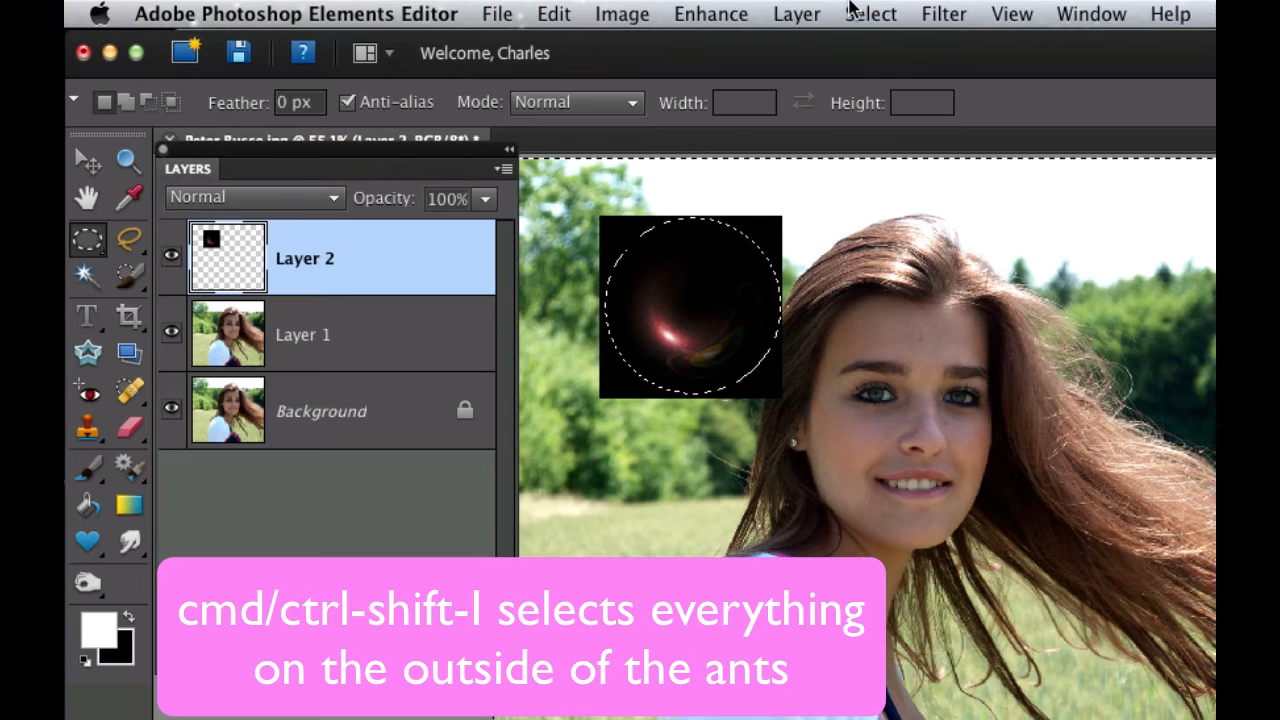 Adobe Photoshop Elements Editor File Edit Image Enhance Layer Select Filter View Window Help
Welcome, Charles
Feather: 0 px Anti-alias Mode: Normal Width: Height:
LAYERS
Normal Opacity: 100%
Layer 2
Layer 1
Background
cmd/ctrl-shift-I selects everything
on the outside of the ants